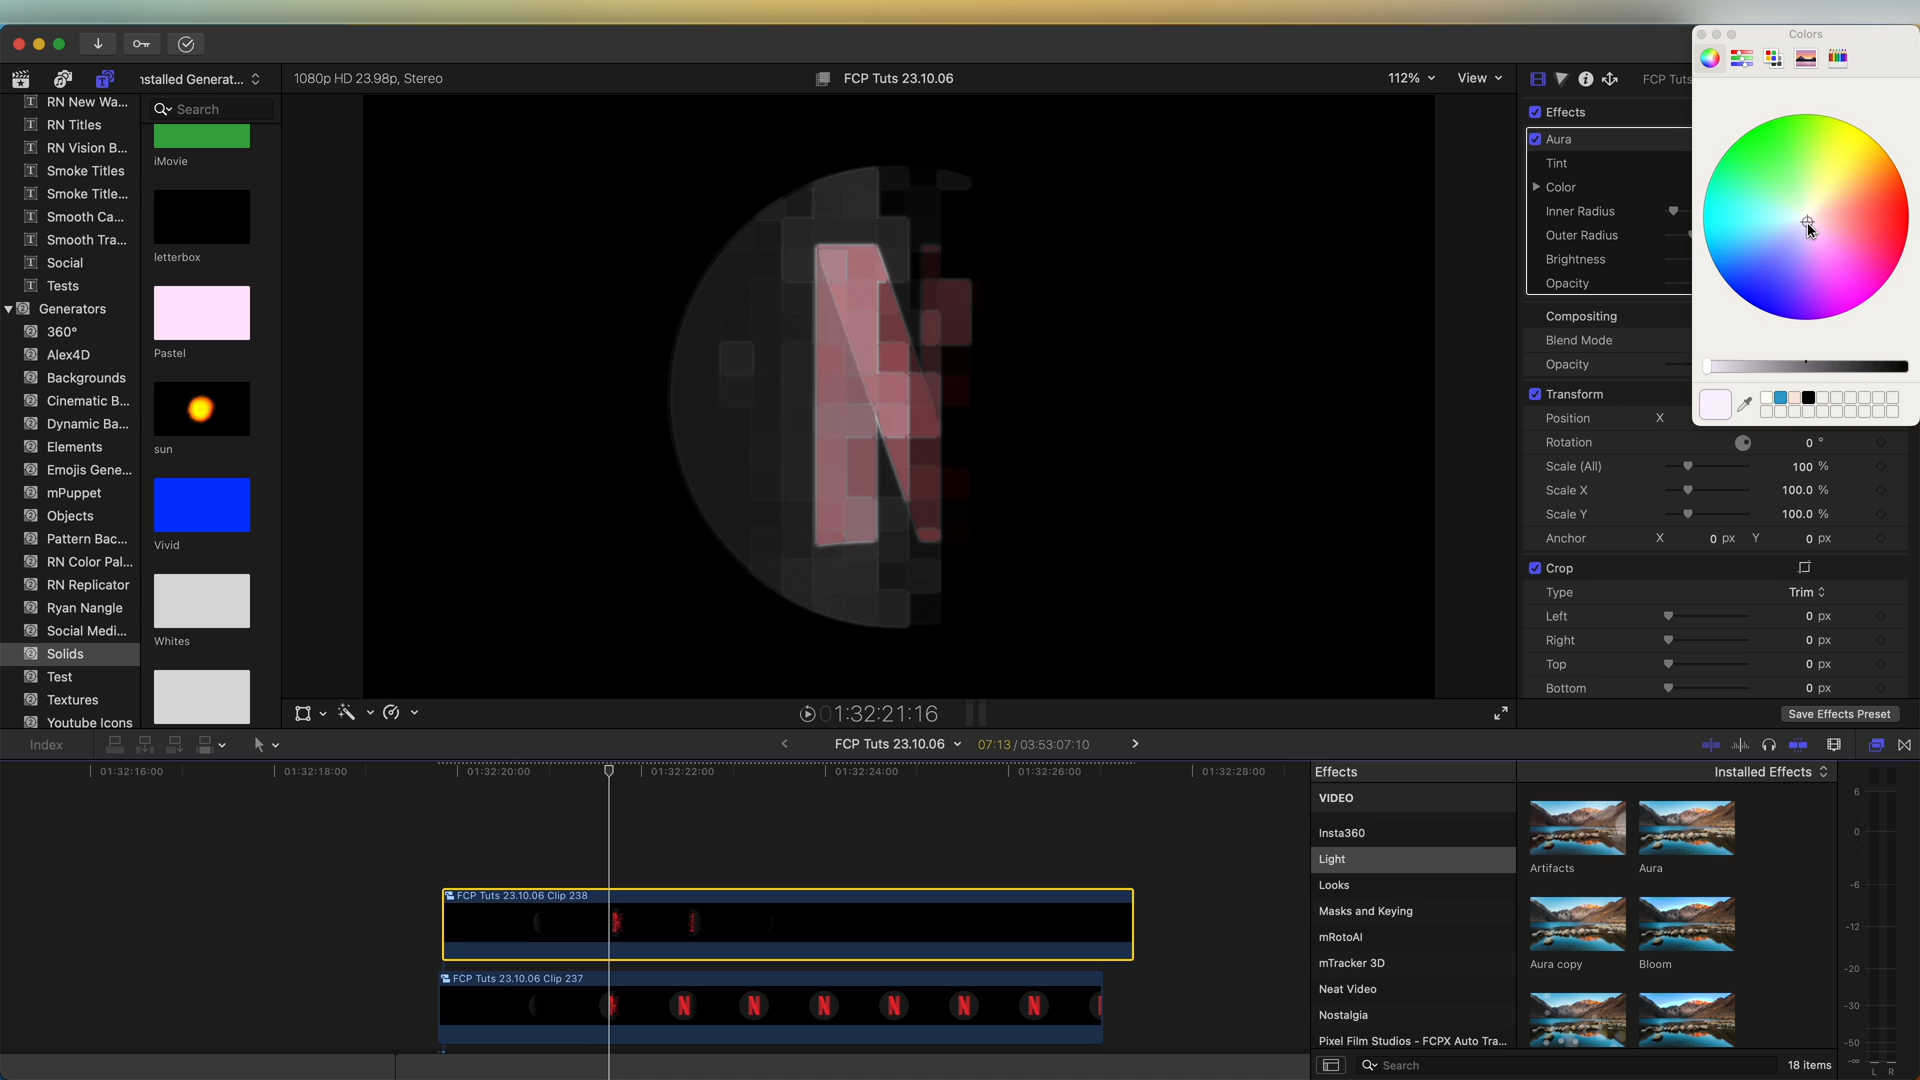 Colors
nstalled Generat...
1080p HD 23.98p, Stereo
FCP Tuts 23.10.06
112%
View
FCP Tuts
RN New Wa...
RN Titles
RN Vision B...
Smoke Titles
Smoke Title...
Smooth Ca...
Smooth Tra...
Social
Tests
Generators
360°
Alex4D
Backgrounds
Cinematic B...
Dynamic Ba...
Elements
Emojis Gene...
mPuppet
Objects
Pattern Bac...
RN Color Pal...
RN Replicator
Ryan Nangle
Social Medi...
Solids
Test
Textures
Youtube Icons
Search
iMovie
letterbox
Pastel
sun
Vivid
Whites
N
Effects
Aura
Tint
Color
Inner Radius
Outer Radius
Brightness
Opacity
Compositing
Blend Mode
Opacity
Transform
Position X
Rotation 0 °
Scale (All) 100 %
Scale X 100.0 %
Scale Y 100.0 %
Anchor X 0 px Y 0 px
Crop
Type Trim
Left 0 px
Right 0 px
Top 0 px
Bottom 0 px
Save Effects Preset
01:32:21:16
Index
FCP Tuts 23.10.06
07:13 / 03:53:07:10
01:32:16:00
01:32:18:00
01:32:20:00
01:32:22:00
01:32:24:00
01:32:26:00
01:32:28:00
FCP Tuts 23.10.06 Clip 238
FCP Tuts 23.10.06 Clip 237
N N N N N N
Effects
Installed Effects
VIDEO
Insta360
Light
Looks
Masks and Keying
mRotoAI
mTracker 3D
Neat Video
Nostalgia
Pixel Film Studios - FCPX Auto Tra...
Artifacts
Aura
Aura copy
Bloom
Search
18 items
6
0
-6
-12
-20
-30
-50
-∞
L R